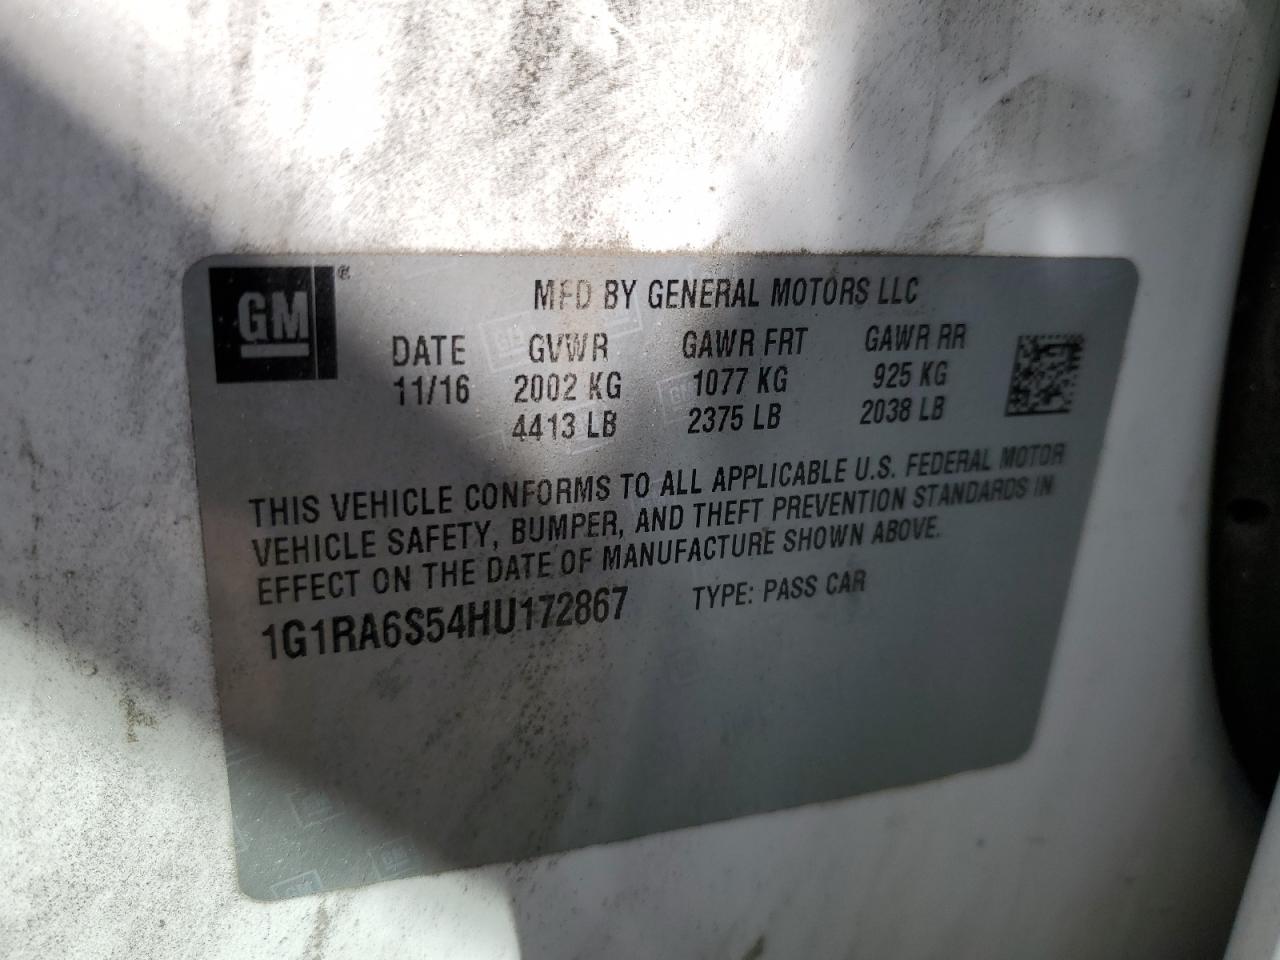 GM®
MFD BY GENERAL MOTORS LLC
DATE GVWR GAWR FRT GAWR RR
11/16 2002 KG 1077 KG 925 KG
4413 LB 2375 LB 2038 LB
THIS VEHICLE CONFORMS TO ALL APPLICABLE U.S. FEDERAL MOTOR
VEHICLE SAFETY, BUMPER, AND THEFT PREVENTION STANDARDS IN
EFFECT ON THE DATE OF MANUFACTURE SHOWN ABOVE.
1G1RA6S54HU172867 TYPE: PASS CAR
GM
GM